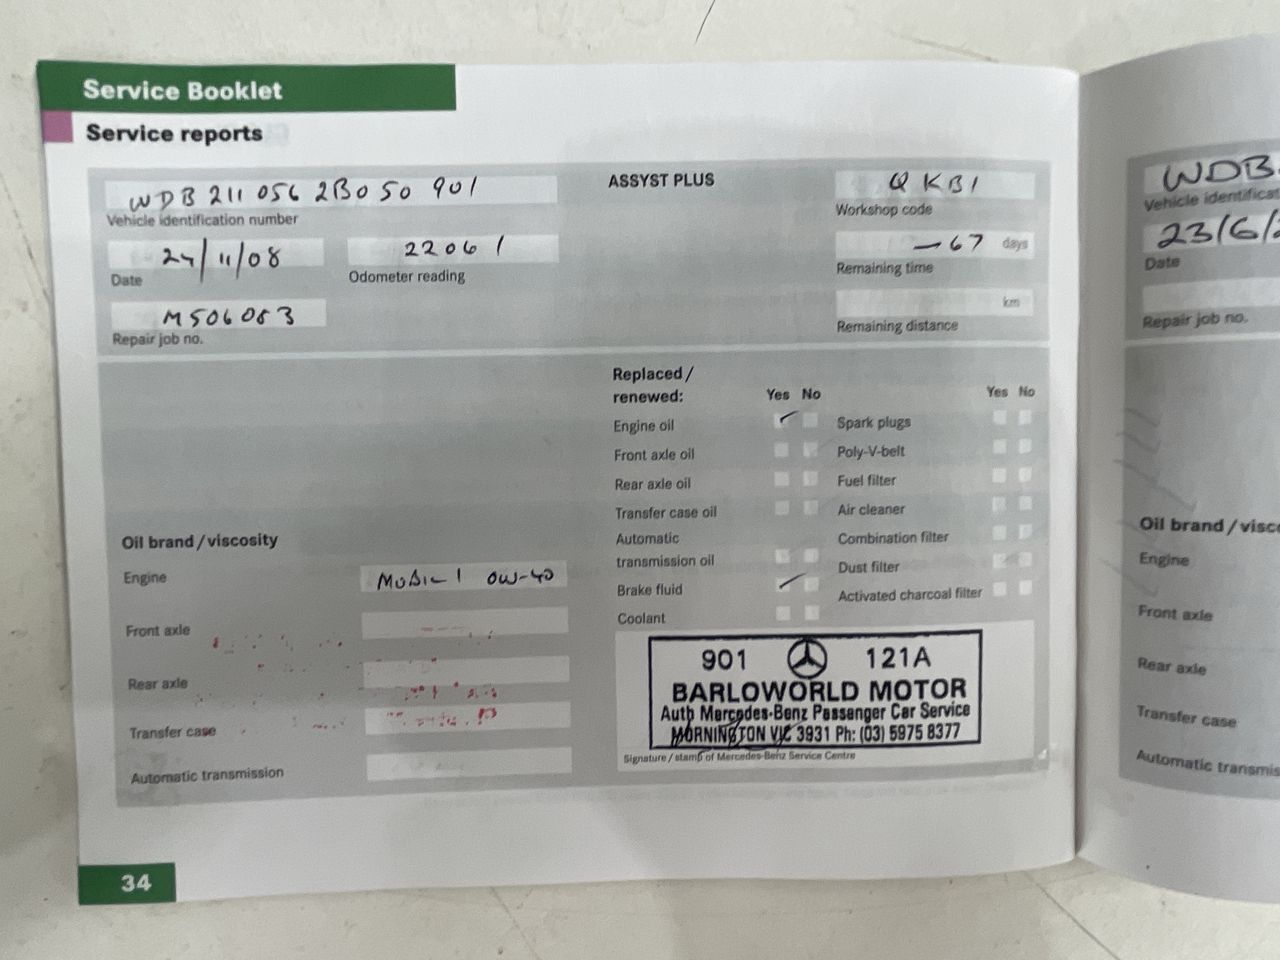 Service Booklet
Service reports
WDB 211 056 2B050 901
Vehicle identification number
ASSYST PLUS
QKB1
Workshop code
24/11/08
Date
22061
Odometer reading
-67 days
Remaining time
M506083
Repair job no.
km
Remaining distance
Replaced/
renewed:
Yes No
Yes No
Engine oil
Spark plugs
Front axle oil
Poly-V-belt
Rear axle oil
Fuel filter
Transfer case oil
Air cleaner
Automatic
transmission oil
Combination filter
Dust filter
Brake fluid
Activated charcoal filter
Coolant
Oil brand/viscosity
Engine
MOBIL 1 0W-40
Front axle
Rear axle
Transfer case
Automatic transmission
901 121A
BARLOWORLD MOTOR
Auth Mercedes-Benz Passenger Car Service
MORNINGTON VIC 3931 Ph: (03) 5975 8377
Signature/stamp of Mercedes-Benz Service Centre
34
WDB
Vehicle identificat
23/6/
Date
Repair job no.
Oil brand/visc
Engine
Front axle
Rear axle
Transfer case
Automatic transmis